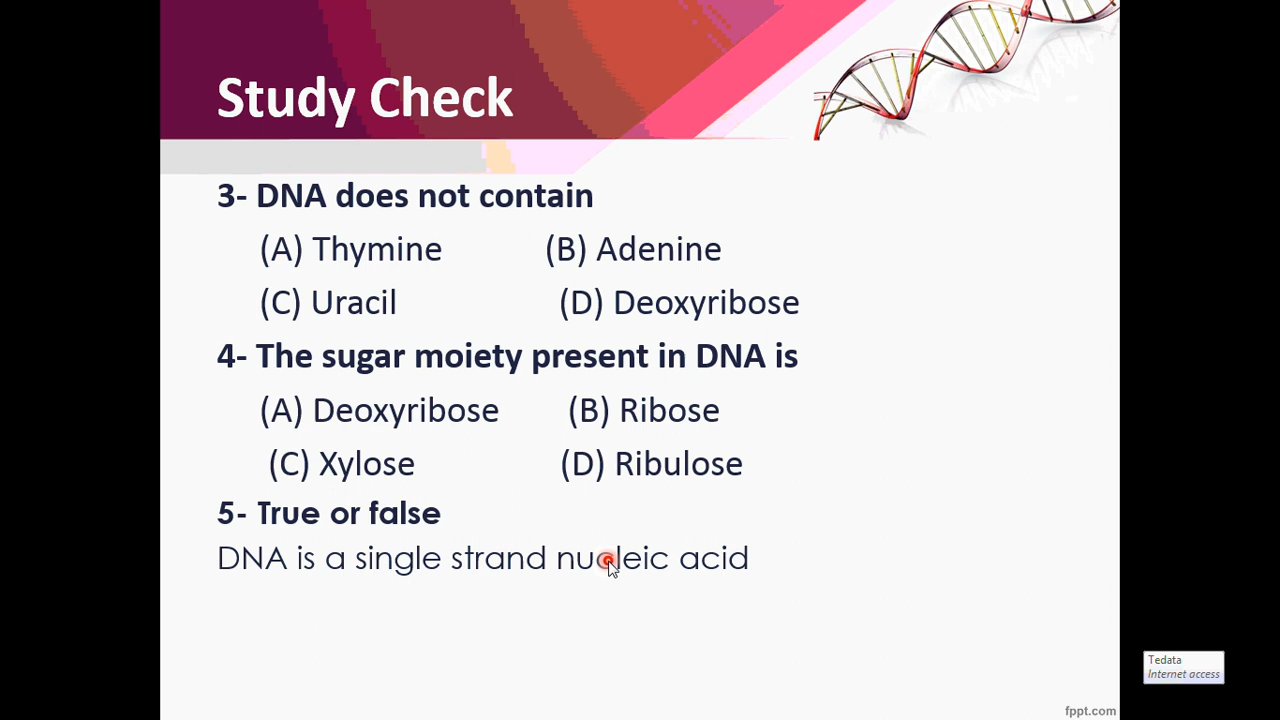 Study Check
3- DNA does not contain
(A) Thymine (B) Adenine
(C) Uracil (D) Deoxyribose
4- The sugar moiety present in DNA is
(A) Deoxyribose (B) Ribose
(C) Xylose (D) Ribulose
5- True or false
DNA is a single strand nucleic acid
Tedata
Internet access
fppt.com